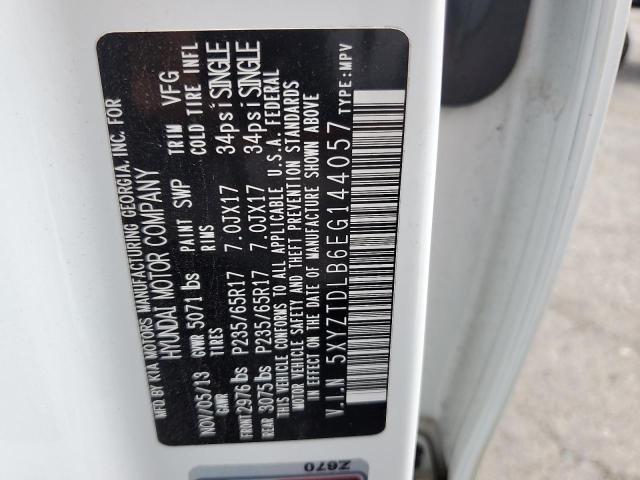 MFD BY KIA MOTORS MANUFACTURING GEORGIA, INC. FOR
HYUNDAI MOTOR COMPANY
NOV/05/13 GVWR 5071 lbs PAINT SWP TRIM VFG
GAWR TIRES RIMS COLD TIRE INFL
FRONT 2976 lbs P235/65R17 7.0JX17 34psi SINGLE
REAR 3075 lbs P235/65R17 7.0JX17 34psi SINGLE
THIS VEHICLE CONFORMS TO ALL APPLICABLE U.S.A. FEDERAL
MOTOR VEHICLE SAFETY AND THEFT PREVENTION STANDARDS
IN EFFECT ON THE DATE OF MANUFACTURE SHOWN ABOVE
V.I.N 5XYZTDLB6EG144057 TYPE:MPV
Z670